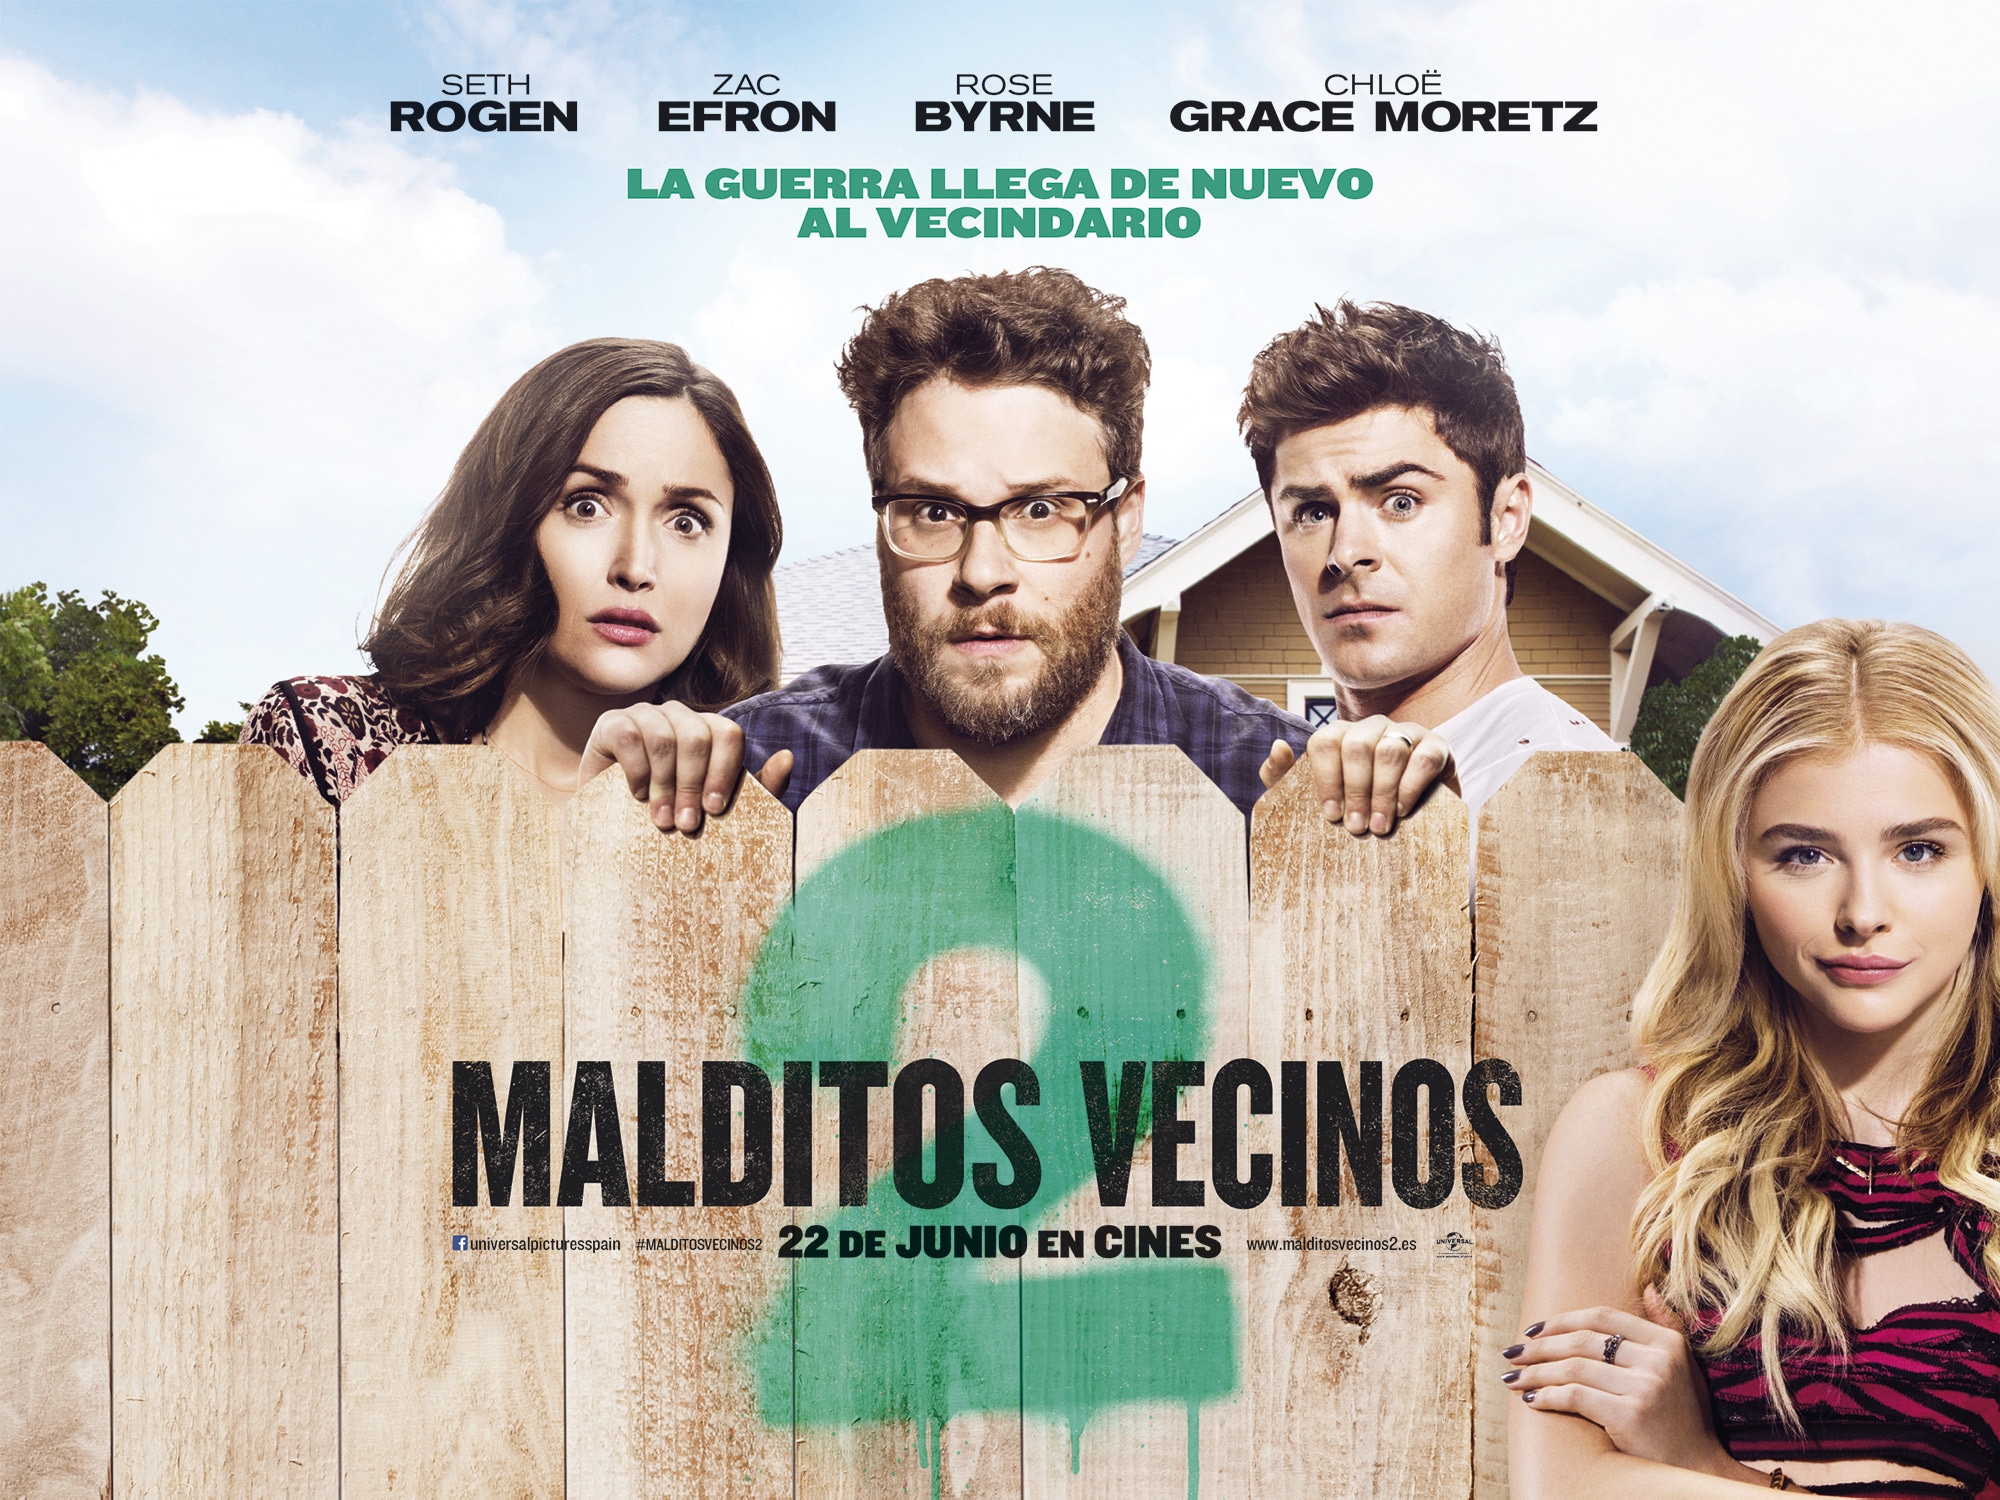 SETH ZAC ROSE CHLOË
ROGEN EFRON BYRNE GRACE MORETZ
LA GUERRA LLEGA DE NUEVO
AL VECINDARIO
2
MALDITOS VECINOS
universalpicturesspain #MALDITOSVECINOS2 22 DE JUNIO EN CINES www.malditosvecinos2.es UNIVERSAL